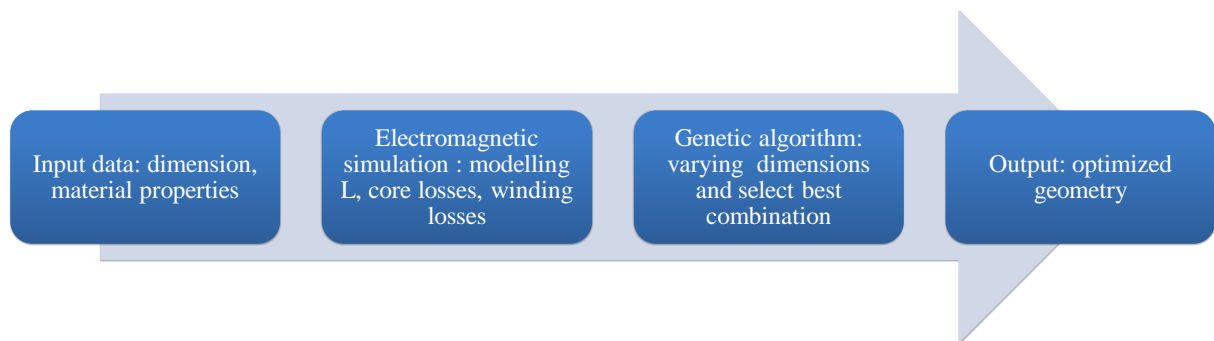 Input data: dimension,
material properties
Electromagnetic
simulation : modelling
L, core losses, winding
losses
Genetic algorithm:
varying dimensions
and select best
combination
Output: optimized
geometry